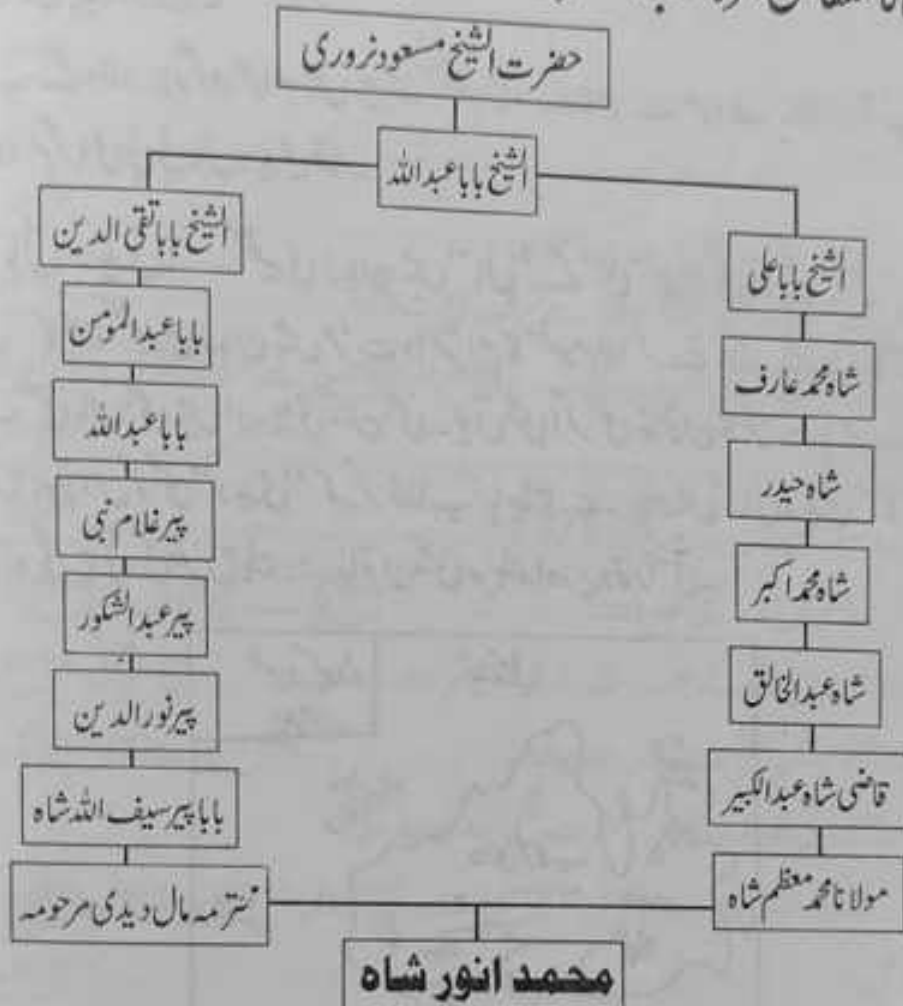 حضرت الشیخ مسعود نروری
الشیخ بابا عبداللہ
الشیخ بابا علی
شاہ محمد عارف
شاہ حیدر
شاہ محمد اکبر
شاہ عبدالخالق
قاضی شاہ عبدالکبیر
مولانا محمد معظم شاہ
الشیخ بابا تقی الدین
بابا عبدالمؤمن
بابا عبداللہ
پیر غلام نبی
پیر عبدالشکور
پیر نورالدین
بابا پیر سیف اللہ شاہ
محترمہ مال دیدی مرحومہ
محمد انور شاہ